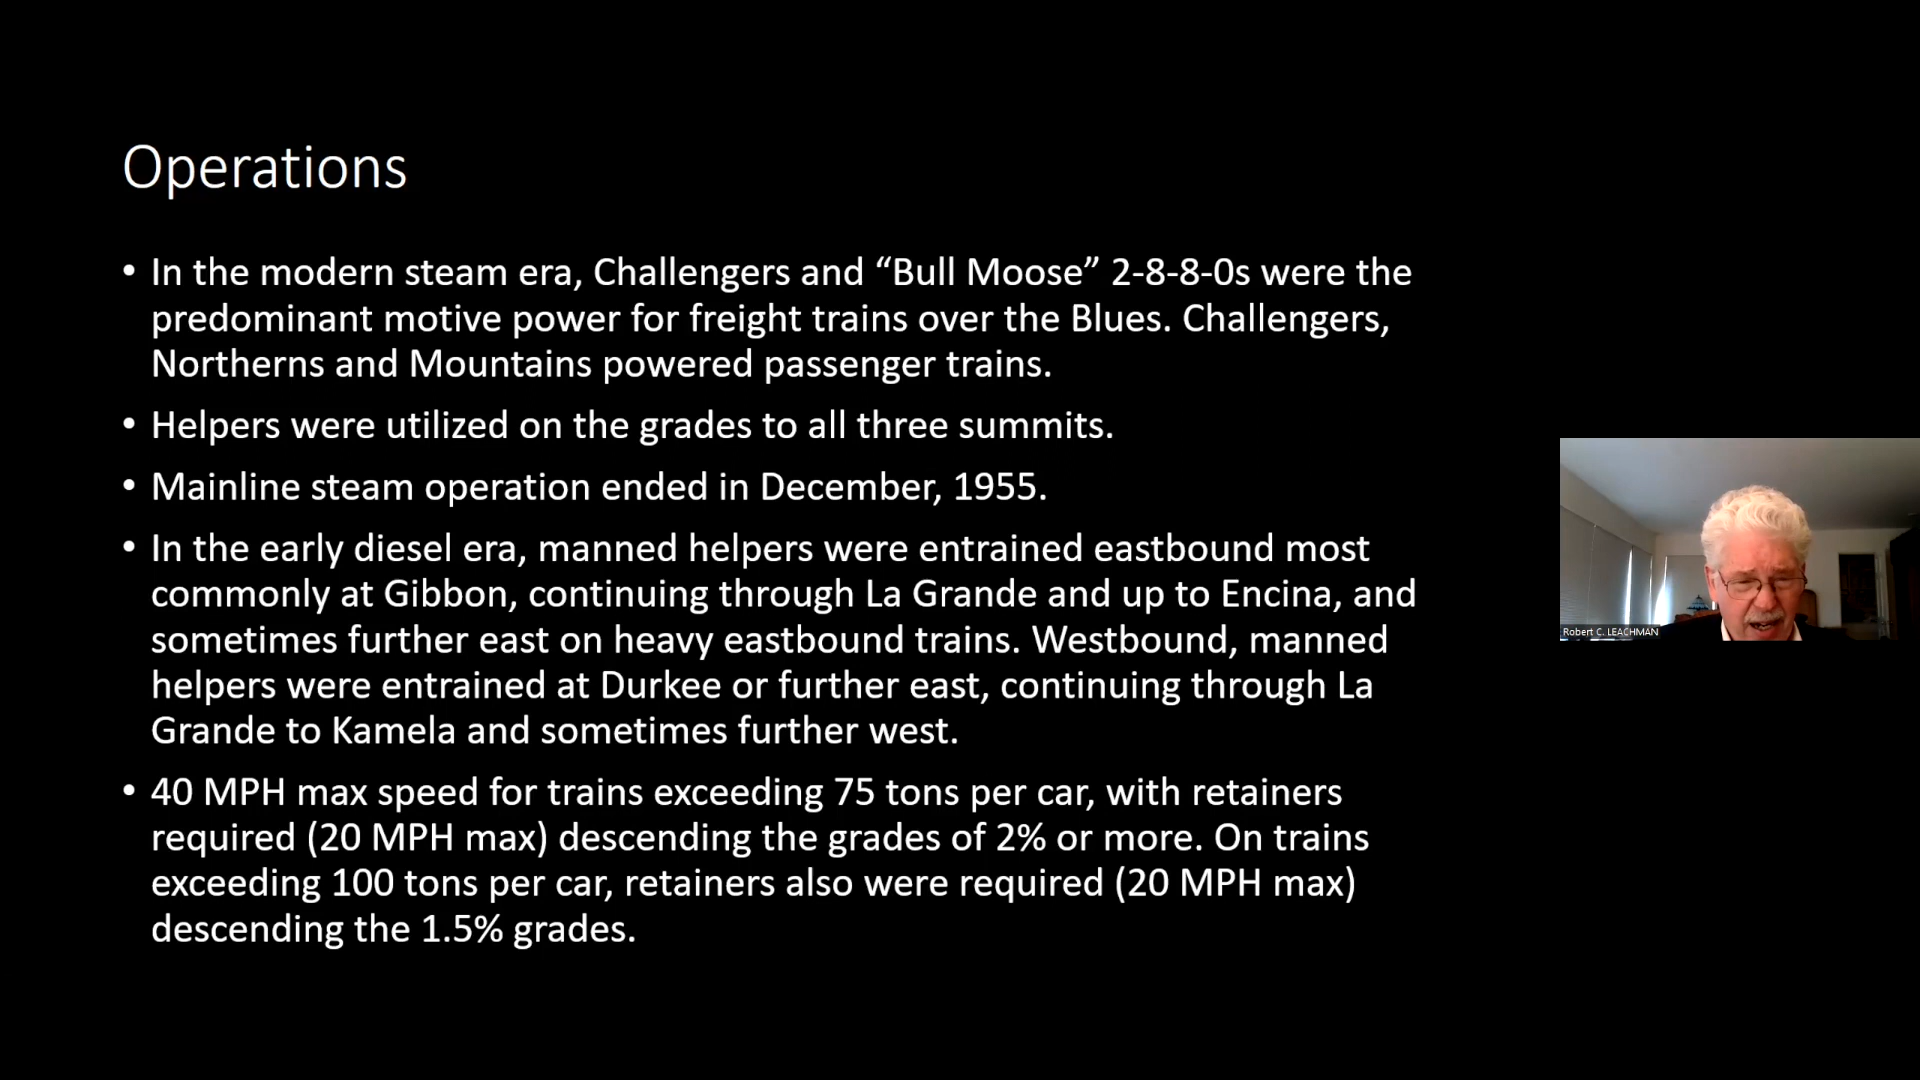 Operations
• In the modern steam era, Challengers and “Bull Moose” 2-8-8-0s were the
predominant motive power for freight trains over the Blues. Challengers,
Northerns and Mountains powered passenger trains.
• Helpers were utilized on the grades to all three summits.
• Mainline steam operation ended in December, 1955.
• In the early diesel era, manned helpers were entrained eastbound most
commonly at Gibbon, continuing through La Grande and up to Encina, and
sometimes further east on heavy eastbound trains. Westbound, manned
helpers were entrained at Durkee or further east, continuing through La
Grande to Kamela and sometimes further west.
• 40 MPH max speed for trains exceeding 75 tons per car, with retainers
required (20 MPH max) descending the grades of 2% or more. On trains
exceeding 100 tons per car, retainers also were required (20 MPH max)
descending the 1.5% grades.
Robert C. LEACHMAN